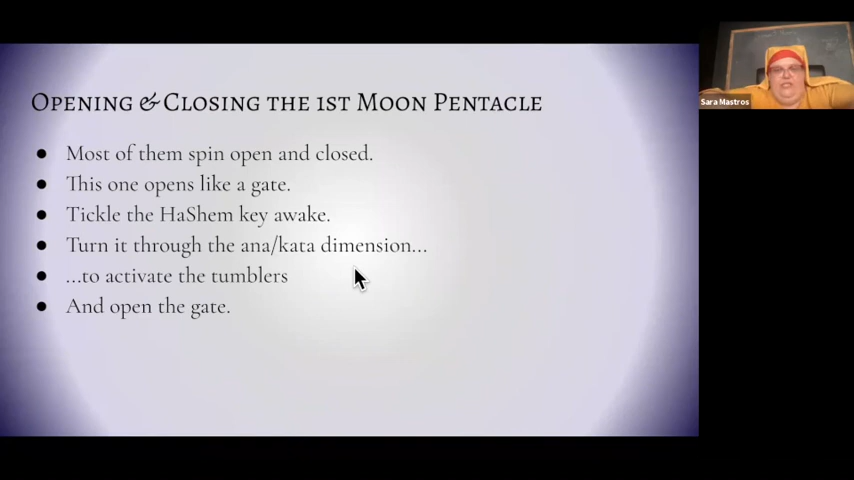 Opening & Closing the 1st Moon Pentacle
Sara Mastros
● Most of them spin open and closed.
● This one opens like a gate.
● Tickle the HaShem key awake.
● Turn it through the ana/kata dimension...
● ...to activate the tumblers
● And open the gate.